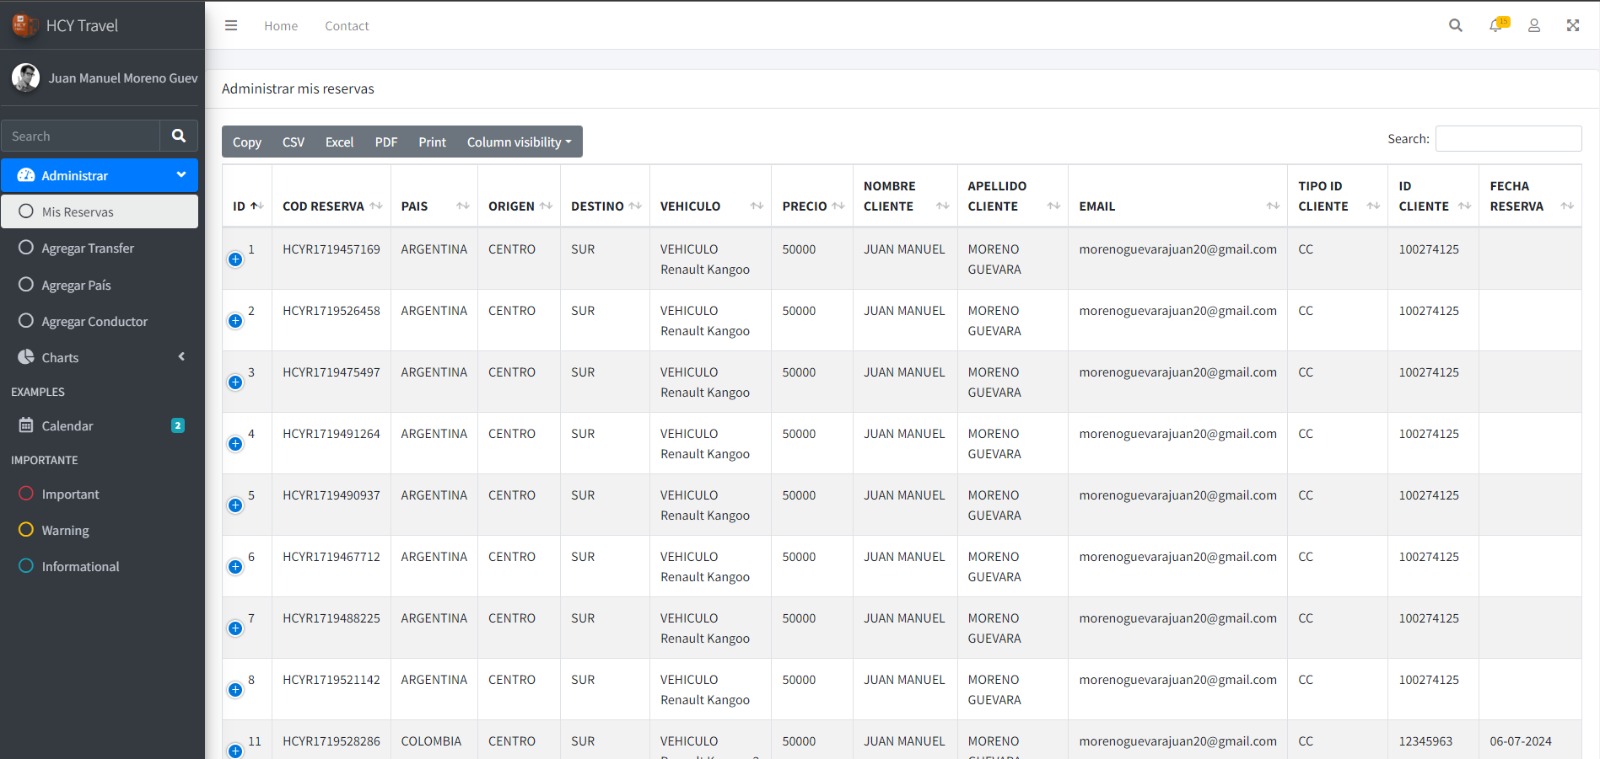 HCY Travel
Home Contact
15
Juan Manuel Moreno Guev
Search
Administrar
Mis Reservas
Agregar Transfer
Agregar País
Agregar Conductor
Charts
EXAMPLES
Calendar 2
IMPORTANTE
Important
Warning
Informational
Administrar mis reservas
Copy CSV Excel PDF Print Column visibility
Search:
ID COD RESERVA PAIS ORIGEN DESTINO VEHICULO PRECIO NOMBRE CLIENTE APELLIDO CLIENTE EMAIL TIPO ID CLIENTE ID CLIENTE FECHA RESERVA
1 HCYR1719457169 ARGENTINA CENTRO SUR VEHICULO 50000 JUAN MANUEL MORENO morenoguevarajuan20@gmail.com CC 100274125
Renault Kangoo GUEVARA
2 HCYR1719526458 ARGENTINA CENTRO SUR VEHICULO 50000 JUAN MANUEL MORENO morenoguevarajuan20@gmail.com CC 100274125
Renault Kangoo GUEVARA
3 HCYR1719475497 ARGENTINA CENTRO SUR VEHICULO 50000 JUAN MANUEL MORENO morenoguevarajuan20@gmail.com CC 100274125
Renault Kangoo GUEVARA
4 HCYR1719491264 ARGENTINA CENTRO SUR VEHICULO 50000 JUAN MANUEL MORENO morenoguevarajuan20@gmail.com CC 100274125
Renault Kangoo GUEVARA
5 HCYR1719490937 ARGENTINA CENTRO SUR VEHICULO 50000 JUAN MANUEL MORENO morenoguevarajuan20@gmail.com CC 100274125
Renault Kangoo GUEVARA
6 HCYR1719467712 ARGENTINA CENTRO SUR VEHICULO 50000 JUAN MANUEL MORENO morenoguevarajuan20@gmail.com CC 100274125
Renault Kangoo GUEVARA
7 HCYR1719488225 ARGENTINA CENTRO SUR VEHICULO 50000 JUAN MANUEL MORENO morenoguevarajuan20@gmail.com CC 100274125
Renault Kangoo GUEVARA
8 HCYR1719521142 ARGENTINA CENTRO SUR VEHICULO 50000 JUAN MANUEL MORENO morenoguevarajuan20@gmail.com CC 100274125
Renault Kangoo GUEVARA
11 HCYR1719528286 COLOMBIA CENTRO SUR VEHICULO 50000 JUAN MANUEL MORENO morenoguevarajuan20@gmail.com CC 12345963 06-07-2024